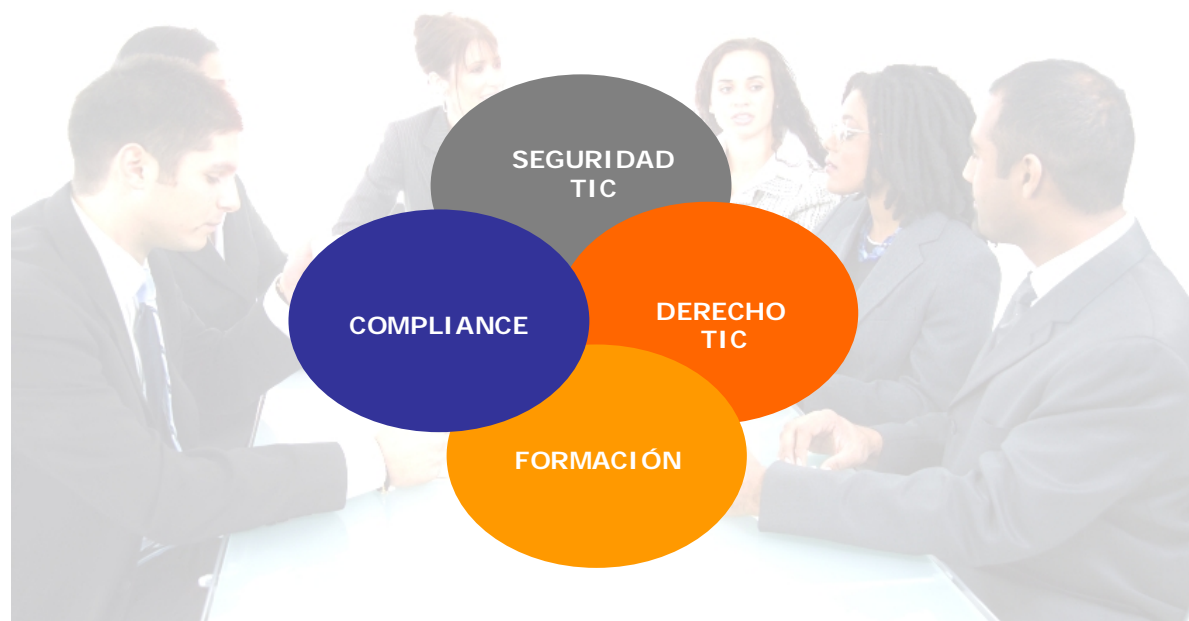 SEGURIDAD
TIC
COMPLIANCE
DERECHO
TIC
FORMACIÓN